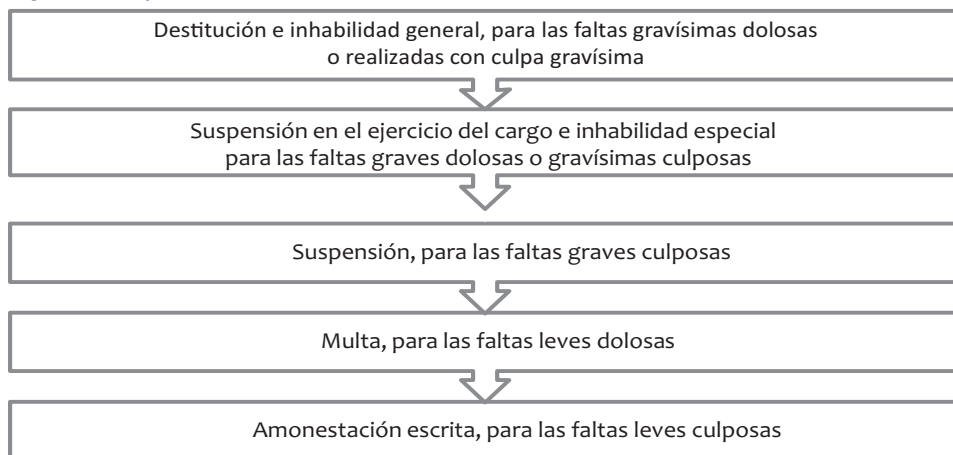 Destitución e inhabilidad general, para las faltas gravísimas dolosas
o realizadas con culpa gravísima
Suspensión en el ejercicio del cargo e inhabilidad especial
para las faltas graves dolosas o gravísimas culposas
Suspensión, para las faltas graves culposas
Multa, para las faltas leves dolosas
Amonestación escrita, para las faltas leves culposas